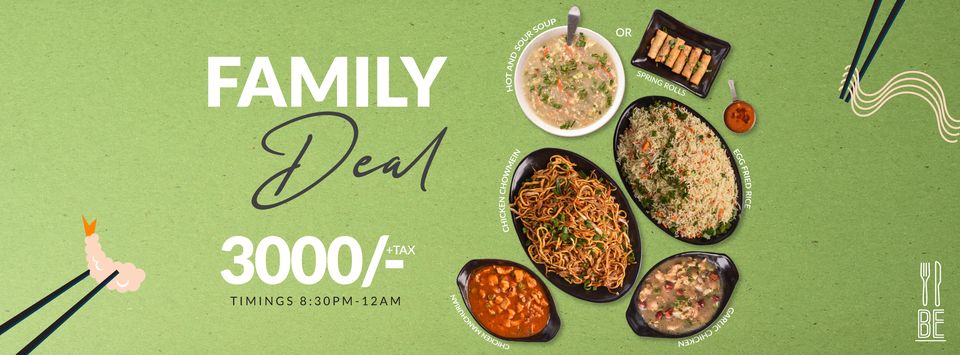 FAMILY
Deal
3000/-
+TAX
TIMINGS 8:30PM-12AM
HOT AND SOUR SOUP
OR
SPRING ROLLS
CHICKEN CHOWMEIN
EGG FRIED RICE
CHICKEN MANCHURIAN
GARLIC CHICKEN
BE